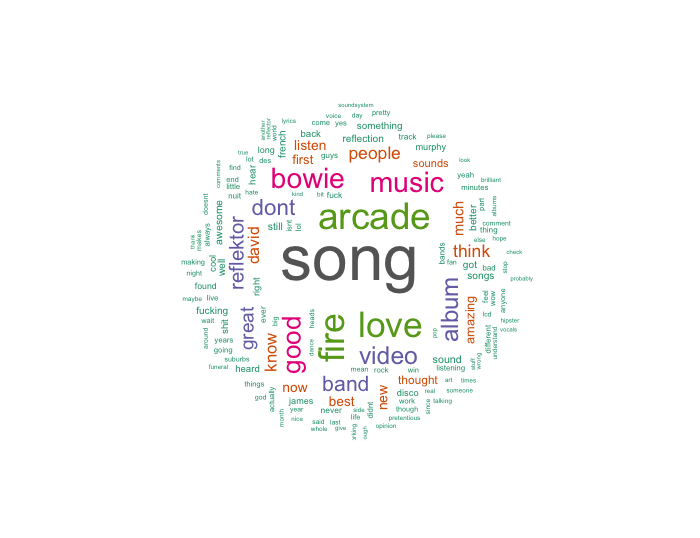 soundsystem
voice day pretty
another reflector world lyrics come yes something
french back reflection track please
true long listen murphy
lot des first guys people sounds look
comments find hear bowie music yeah brilliant
end little hate kind bit fuck minutes
doesnt nuit dont arcade much better part albums
awesome still isnt lol comment thing
think makes always reflektor david song bands think else hope
making cool well fan got bad stop check
night songs probably
found right album feel wow anyone
maybe live
fucking great ever big good fire love amazing lcd
wait shit heads pop different hipster
around years know dance video understand vocals
going
suburbs sound stuff wrong
funeral heard mean rock win listening
things now band thought art times
god actually james best new disco real someone
month year never side didnt work since talking
nice said last life though pretentious
whole give opinion
orking ough